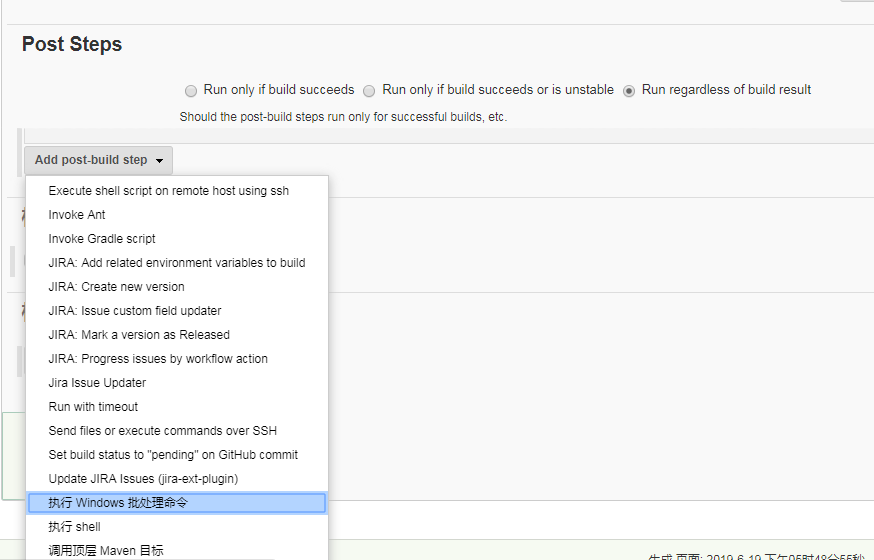 Post Steps
Run only if build succeeds Run only if build succeeds or is unstable Run regardless of build result
Should the post-build steps run only for successful builds, etc.
Add post-build step
Execute shell script on remote host using ssh
Invoke Ant
Invoke Gradle script
JIRA: Add related environment variables to build
JIRA: Create new version
JIRA: Issue custom field updater
JIRA: Mark a version as Released
JIRA: Progress issues by workflow action
Jira Issue Updater
Run with timeout
Send files or execute commands over SSH
Set build status to "pending" on GitHub commit
Update JIRA Issues (jira-ext-plugin)
执行 Windows 批处理命令
执行 shell
调用顶层 Maven 目标
生成 页面: 2019-6-19 下午05时48分55秒